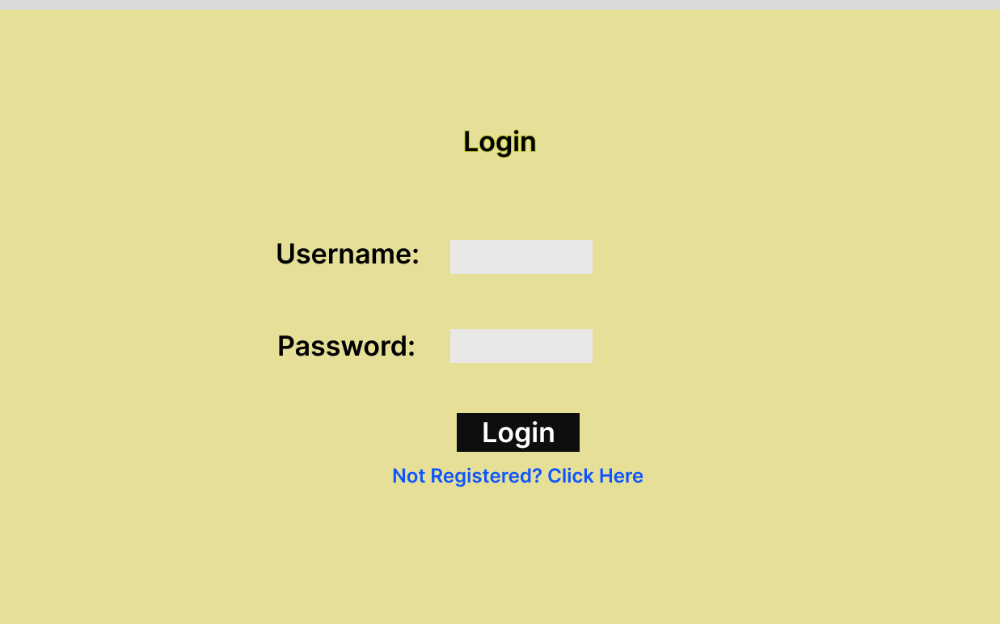 Login
Username:
Password:
Login
Not Registered? Click Here